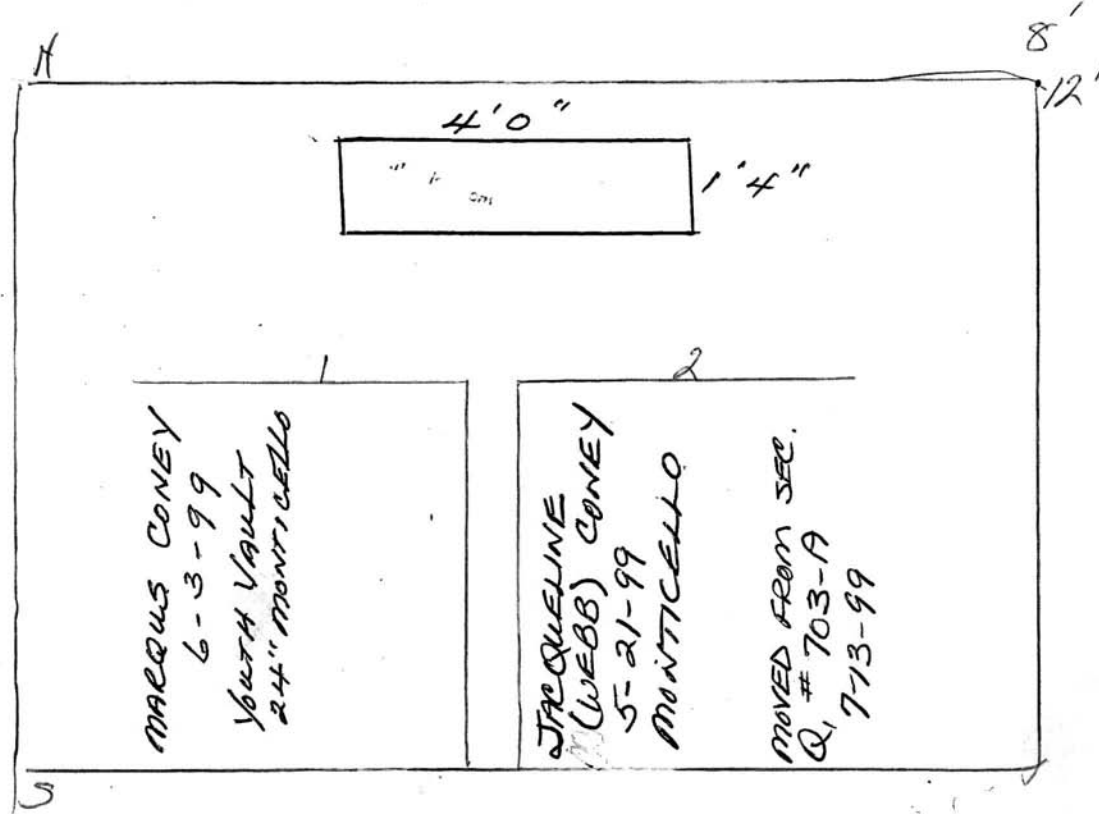 N
8'
12'
4'0"
1'4"
1
2
MARQUS CONEY
6-3-99
YOUTH VAULT
24" MONTICELLO
JACQUELINE
(WEBB) CONEY
5-21-99
MONTICELLO
MOVED FROM SEC.
Q, # 703-A
7-13-99
S